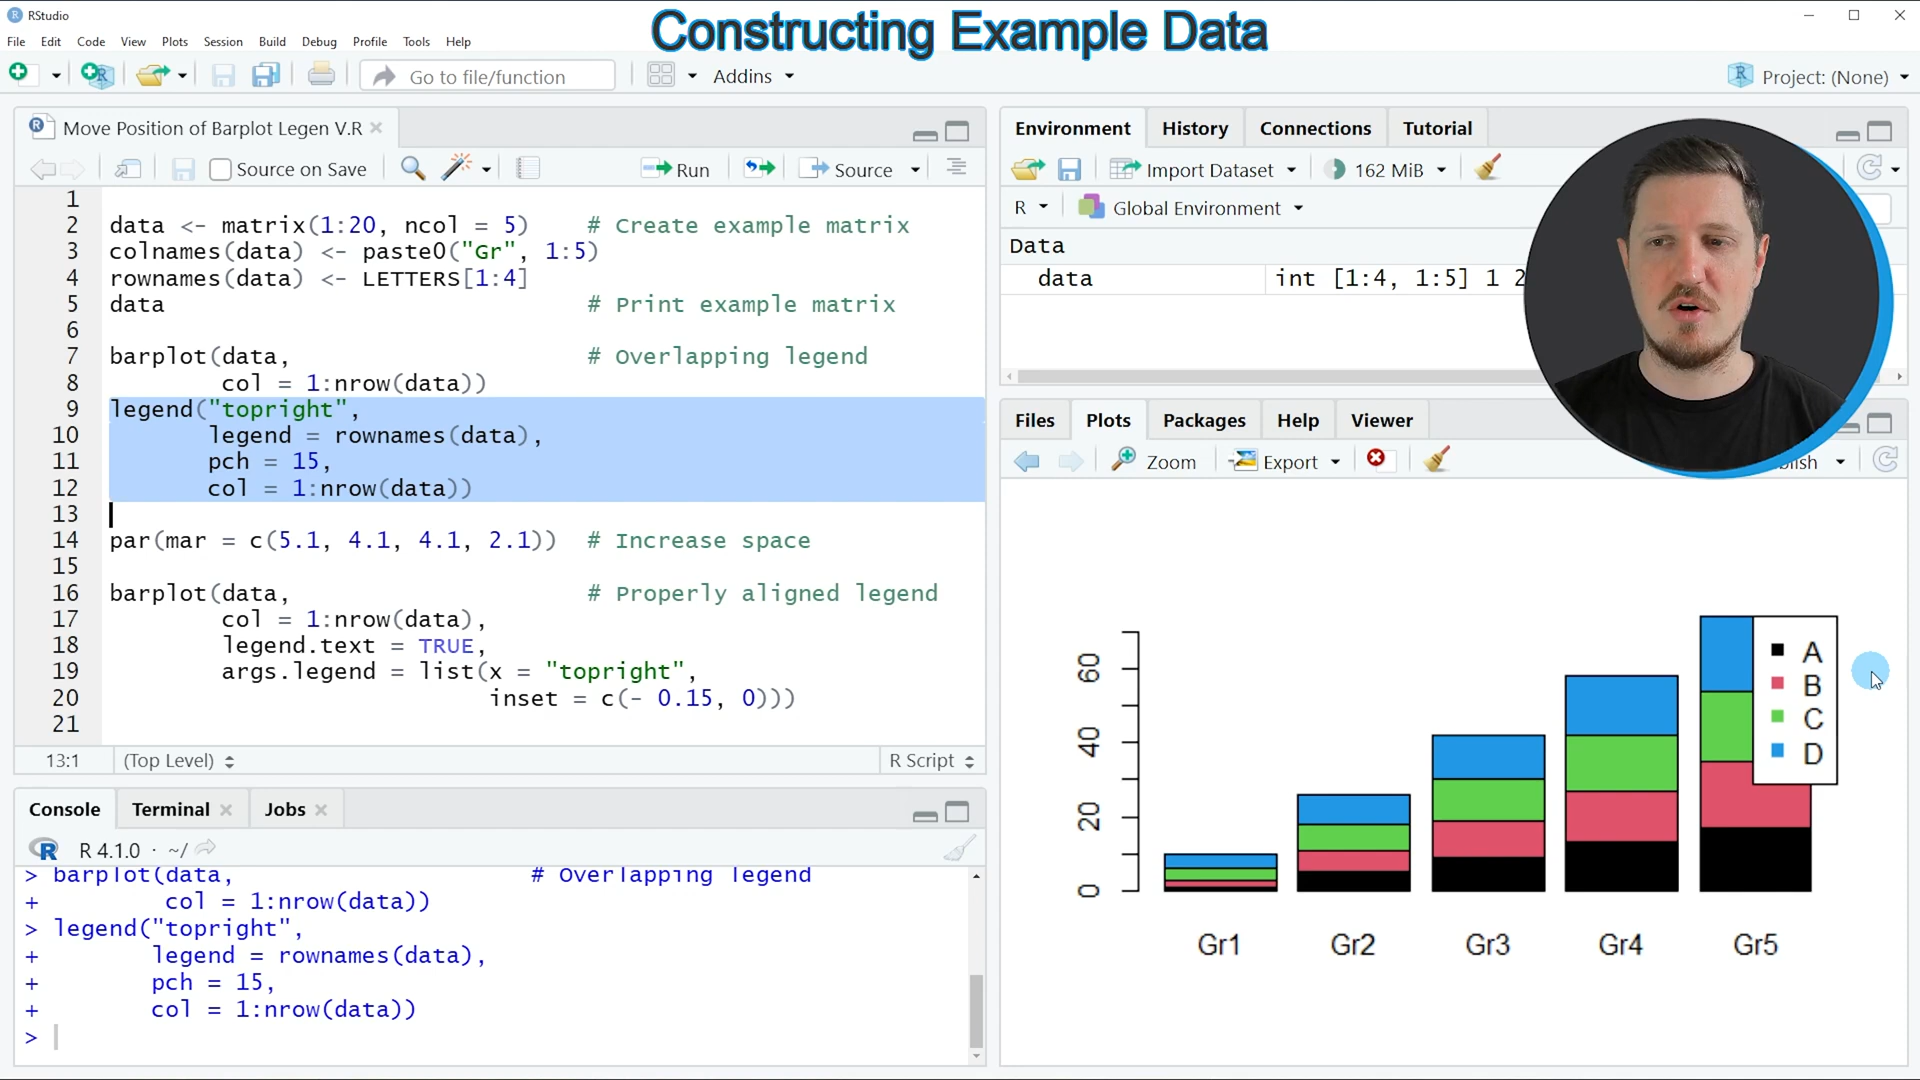 RStudio
Constructing Example Data
File Edit Code View Plots Session Build Debug Profile Tools Help
Go to file/function
Addins
Project: (None)
Move Position of Barplot Legen V.R
Source on Save
Run
Source
1
2 data <- matrix(1:20, ncol = 5) # Create example matrix
3 colnames(data) <- paste0("Gr", 1:5)
4 rownames(data) <- LETTERS[1:4]
5 data # Print example matrix
6
7 barplot(data, # Overlapping legend
8 col = 1:nrow(data))
9 legend("topright",
10 legend = rownames(data),
11 pch = 15,
12 col = 1:nrow(data))
13
14 par(mar = c(5.1, 4.1, 4.1, 2.1)) # Increase space
15
16 barplot(data, # Properly aligned legend
17 col = 1:nrow(data),
18 legend.text = TRUE,
19 args.legend = list(x = "topright",
20 inset = c(- 0.15, 0)))
21
13:1 (Top Level) R Script
Console Terminal Jobs
R 4.1.0 · ~/
> barplot(data, # Overlapping legend
+ col = 1:nrow(data))
> legend("topright",
+ legend = rownames(data),
+ pch = 15,
+ col = 1:nrow(data))
>
Environment History Connections Tutorial
Import Dataset 162 MiB
R Global Environment
Data
data int [1:4, 1:5] 1 2
Files Plots Packages Help Viewer
Zoom Export
0 20 40 60
A
B
C
D
Gr1 Gr2 Gr3 Gr4 Gr5